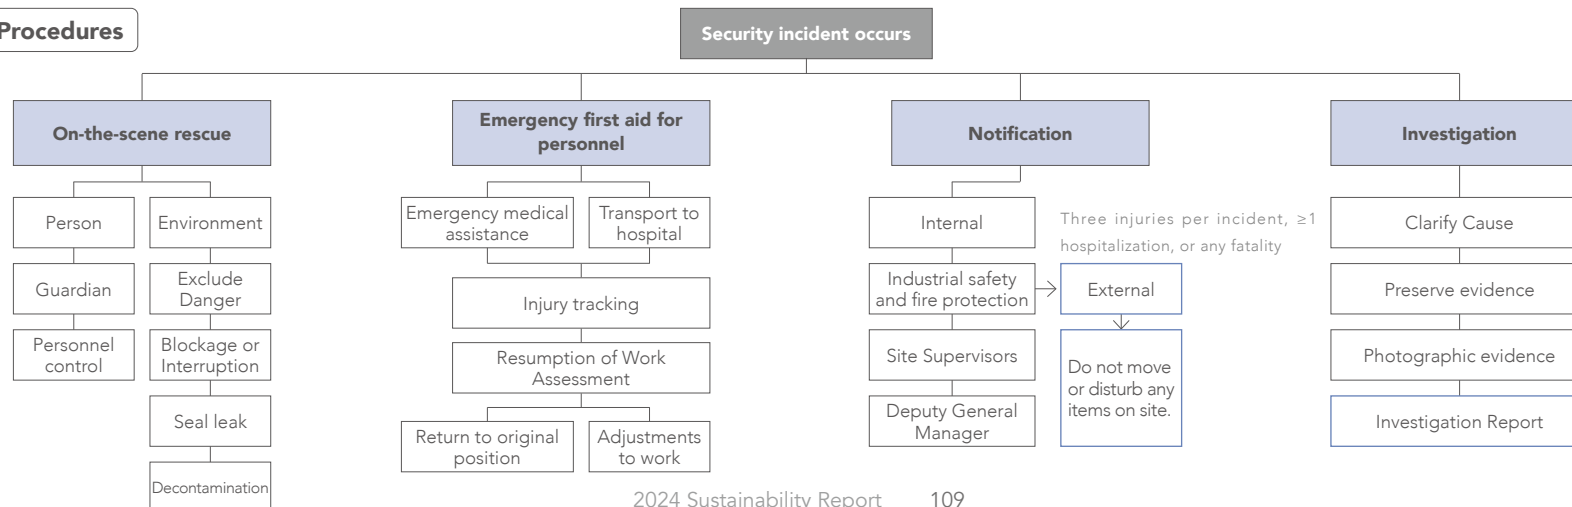 Procedures
Security incident occurs
On-the-scene rescue
Person
Guardian
Personnel
control
Environment
Exclude
Danger
Blockage or
Interruption
Seal leak
Decontamination
Emergency first aid for
personnel
Emergency medical
assistance
Transport to
hospital
Injury tracking
Resumption of Work
Assessment
Return to original
position
Adjustments
to work
Notification
Internal
Industrial safety
and fire protection
Site Supervisors
Deputy General
Manager
Three injuries per incident, ≥1
hospitalization, or any fatality
External
Do not move
or disturb any
items on site.
Investigation
Clarify Cause
Preserve evidence
Photographic evidence
Investigation Report
2024 Sustainability Report 109